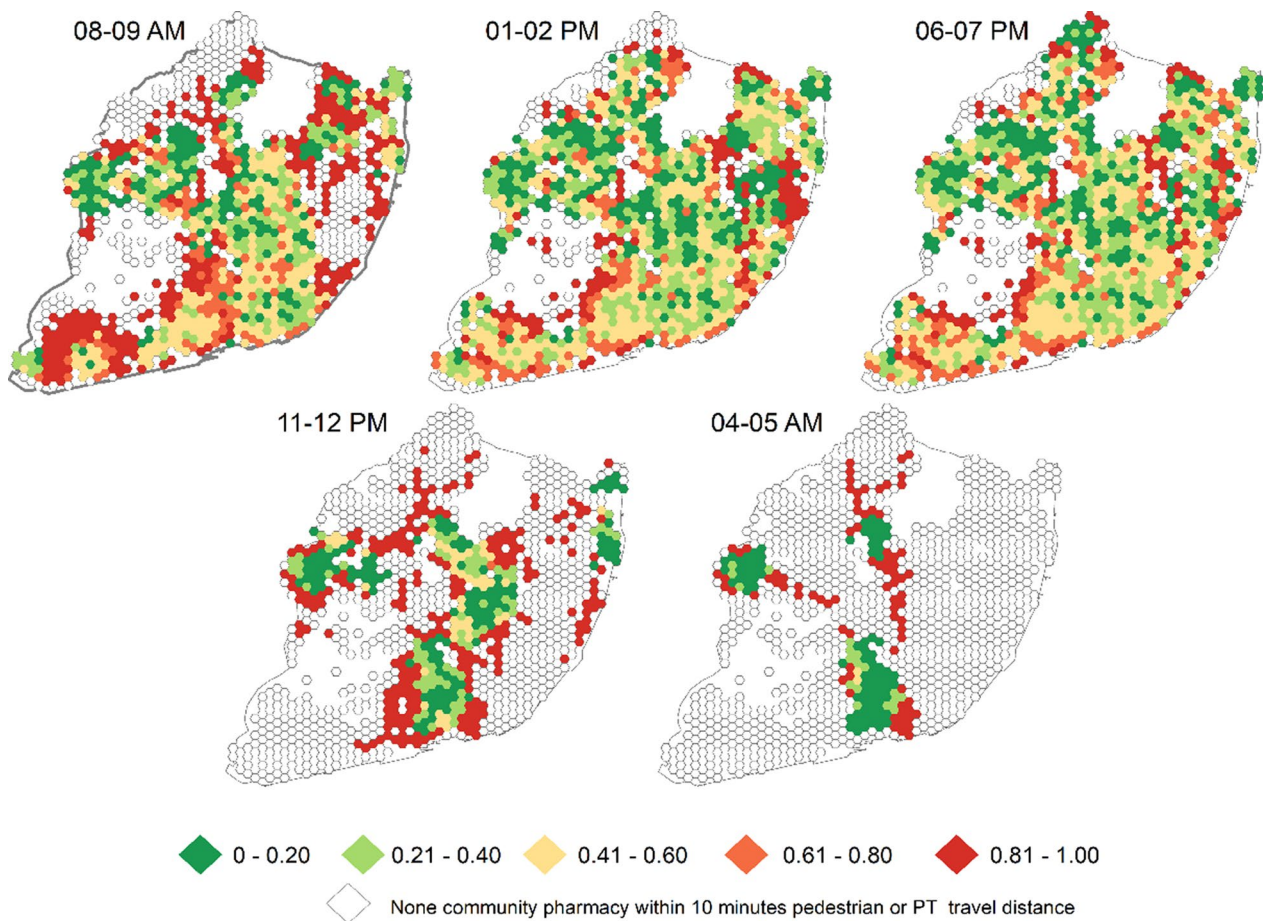 08-09 AM
01-02 PM
06-07 PM
11-12 PM
04-05 AM
0 - 0.20
0.21 - 0.40
0.41 - 0.60
0.61 - 0.80
0.81 - 1.00
None community pharmacy within 10 minutes pedestrian or PT travel distance